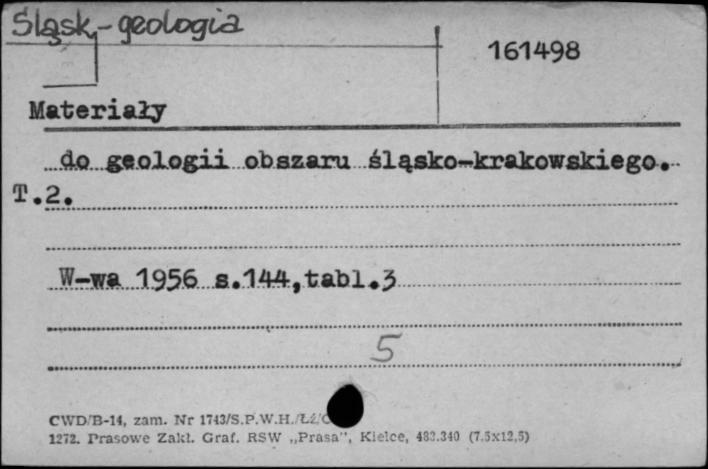 Śląsk - geologia
161498
Materiały
do geologii obszaru śląsko-krakowskiego.
T.2.
W-wa 1956 s.144,tabl.3
5
CWD/B-14, zam. Nr 1743/S.P.W.H./Łź/
1272. Prasowe Zakł. Graf. RSW „Prasa", Kielce, 483.340 (7.5x12,5)